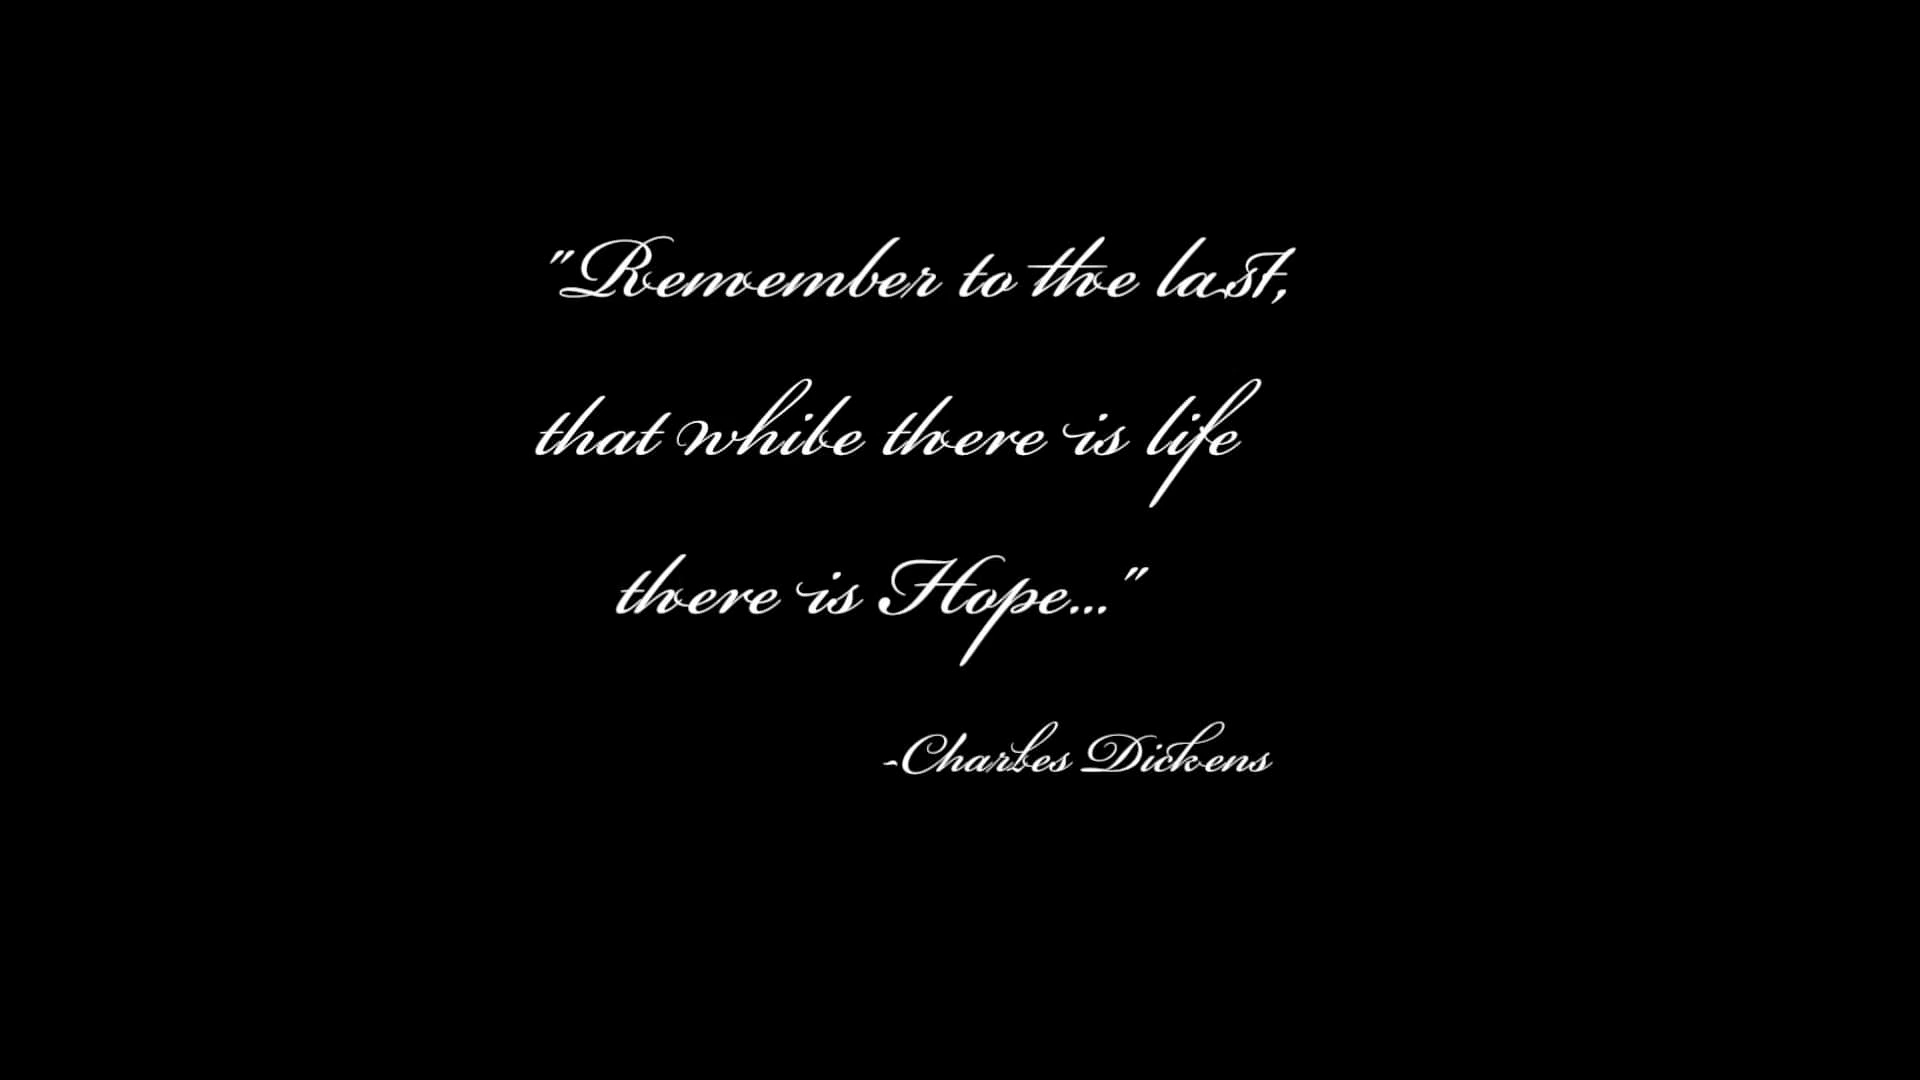 "Remember to the last,
that while there is life
there is Hope..."
-Charles Dickens